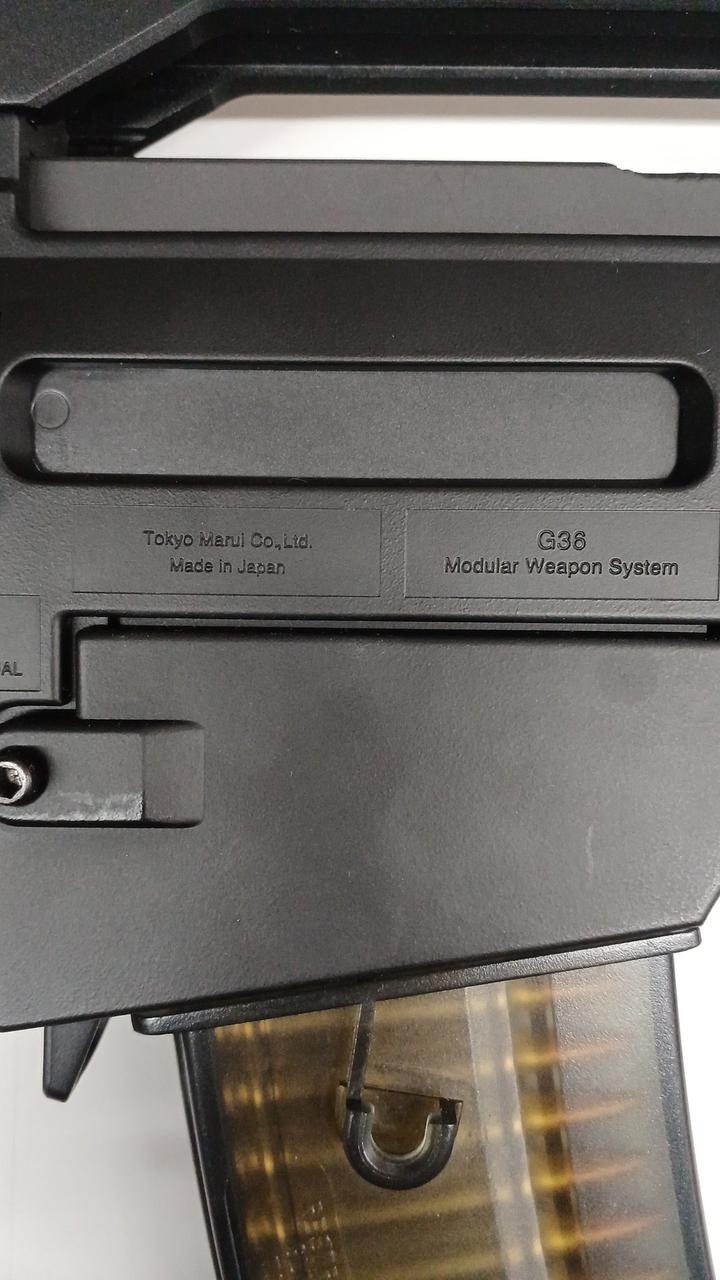 Tokyo Marui Co.,Ltd.
Made in Japan
G36
Modular Weapon System